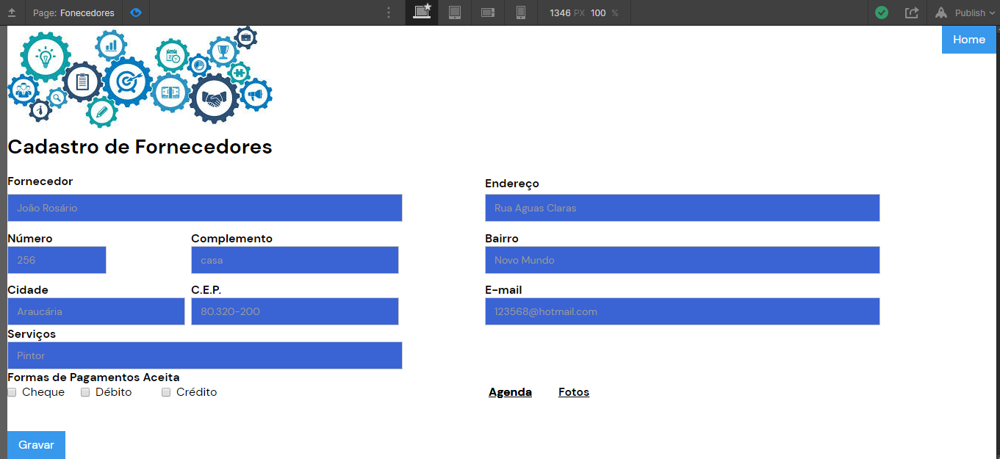 Page: Fonecedores 1346 PX 100 % Publish
Home
Cadastro de Fornecedores
Fornecedor Endereço
João Rosário Rua Aguas Claras
Número Complemento Bairro
256 casa Novo Mundo
Cidade C.E.P. E-mail
Araucária 80.320-200 123568@hotmail.com
Serviços
Pintor
Formas de Pagamentos Aceita
Cheque Débito Crédito Agenda Fotos
Gravar